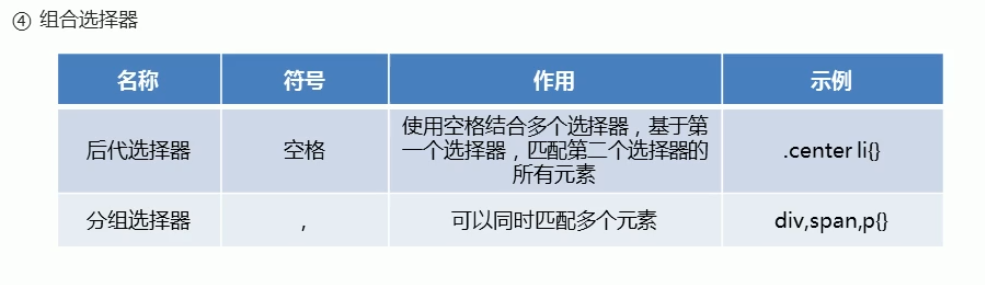 ④ 组合选择器
名称 符号 作用 示例
后代选择器 空格 使用空格结合多个选择器，基于第
一个选择器，匹配第二个选择器的
所有元素 .center li{}
分组选择器 , 可以同时匹配多个元素 div,span,p{}